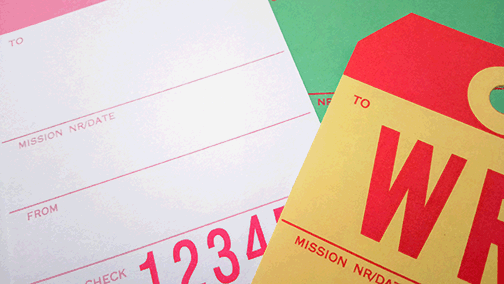 TO
MISSION NR/DATE
FROM
CHECK
1234
TO
WR
MISSION NR/DA